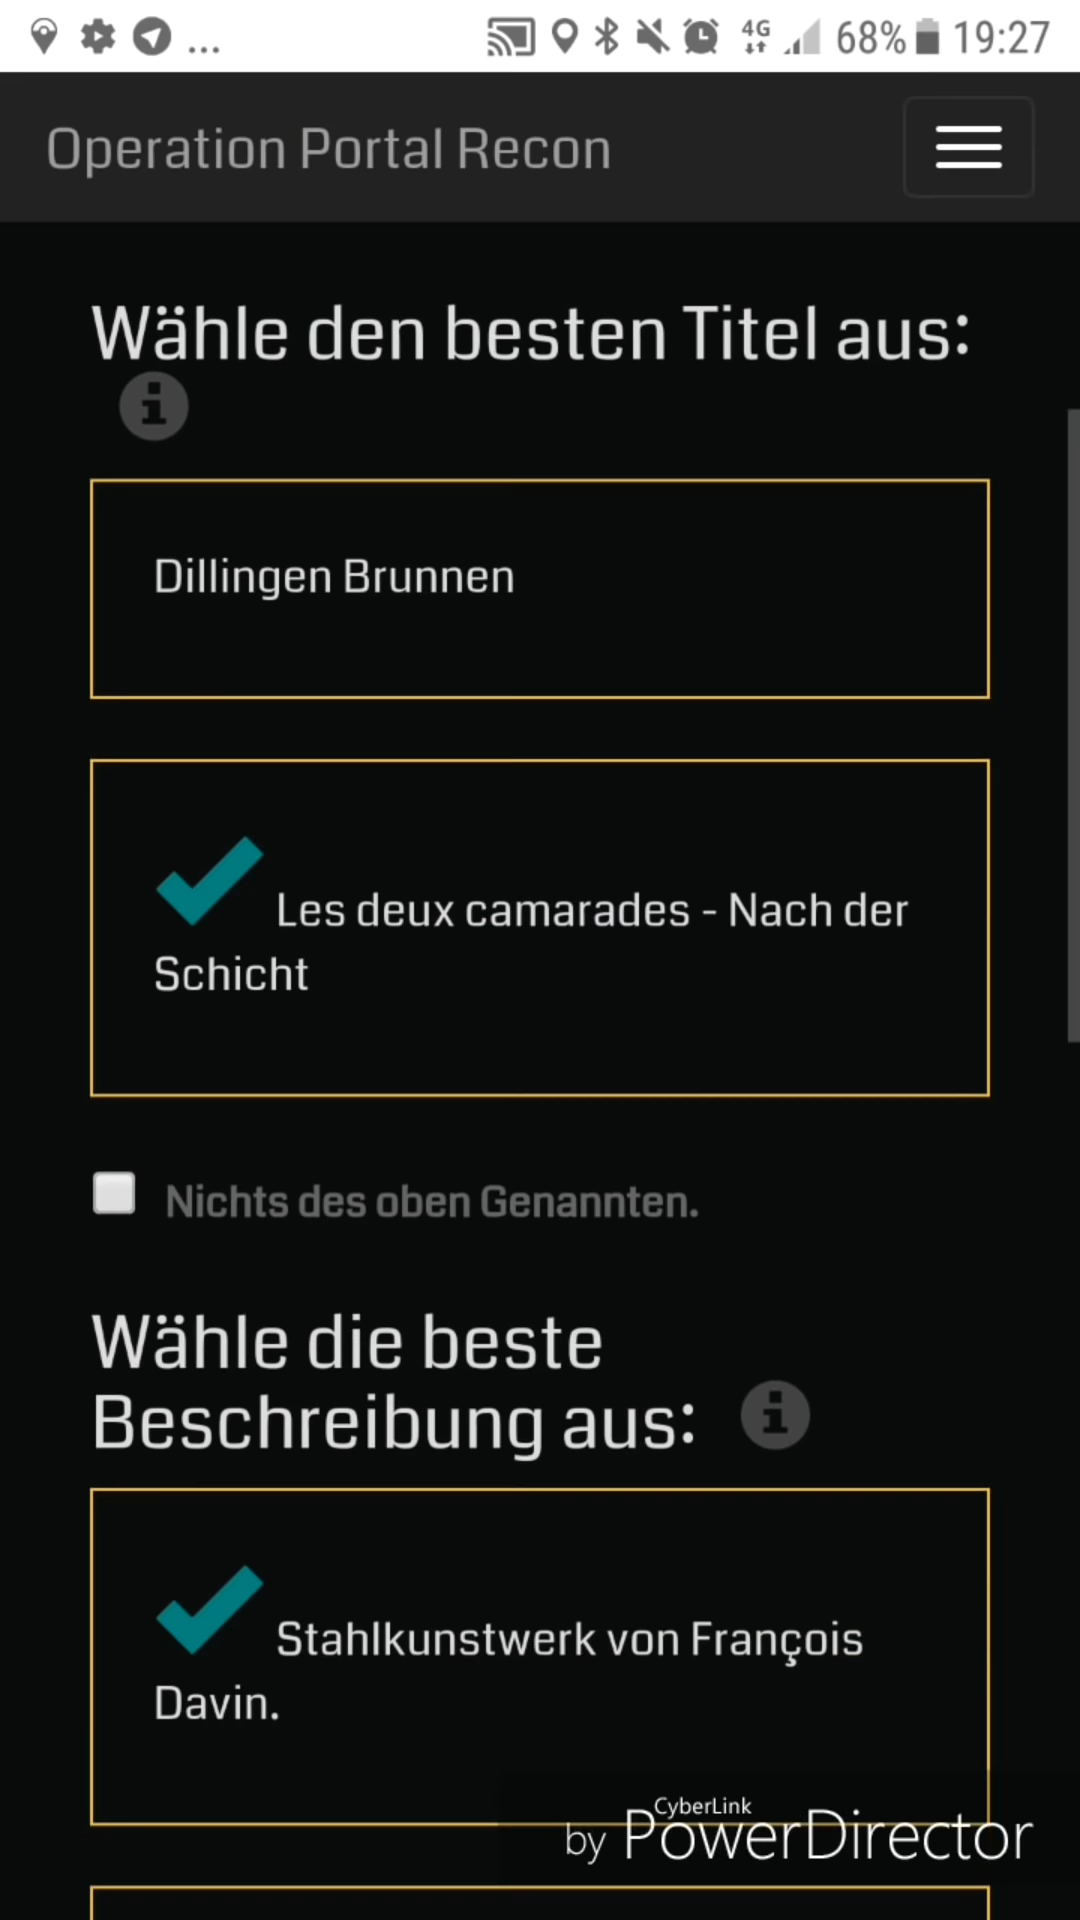 ... 4G 68% 19:27
Operation Portal Recon
Wähle den besten Titel aus:
Dillingen Brunnen
Les deux camarades - Nach der
Schicht
Nichts des oben Genannten.
Wähle die beste
Beschreibung aus:
Stahlkunstwerk von François
Davin.
CyberLink
by PowerDirector